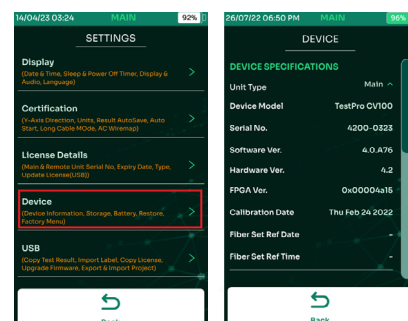 14/04/23 03:24 MAIN 92%
SETTINGS
Display
(Date & Time, Sleep & Power Off Timer, Display &
Audio, Language)
Certification
(Y-Axis Direction, Units, Result AutoSave, Auto
Start, Long Cable MOde, AC Wiremap)
License Details
(Main & Remote Unit Serial No, Expiry Date, Type,
Update License(USB))
Device
(Device Information, Storage, Battery, Restore,
Factory Menu)
USB
(Copy Test Result, Import Label, Copy License,
Upgrade Firmware, Export & Import Project)
Back
26/07/22 06:50 PM MAIN 96%
DEVICE
DEVICE SPECIFICATIONS
Unit Type Main
Device Model TestPro CV100
Serial No. 4200-0323
Software Ver. 4.0.A76
Hardware Ver. 4.2
FPGA Ver. 0x00004a15
Calibration Date Thu Feb 24 2022
Fiber Set Ref Date -
Fiber Set Ref Time -
Back